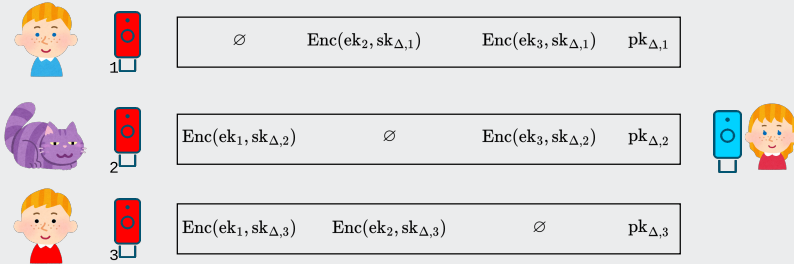 1 ∅ Enc(ek₂, sk_Δ,1) Enc(ek₃, sk_Δ,1) pk_Δ,1
2 Enc(ek₁, sk_Δ,2) ∅ Enc(ek₃, sk_Δ,2) pk_Δ,2
3 Enc(ek₁, sk_Δ,3) Enc(ek₂, sk_Δ,3) ∅ pk_Δ,3